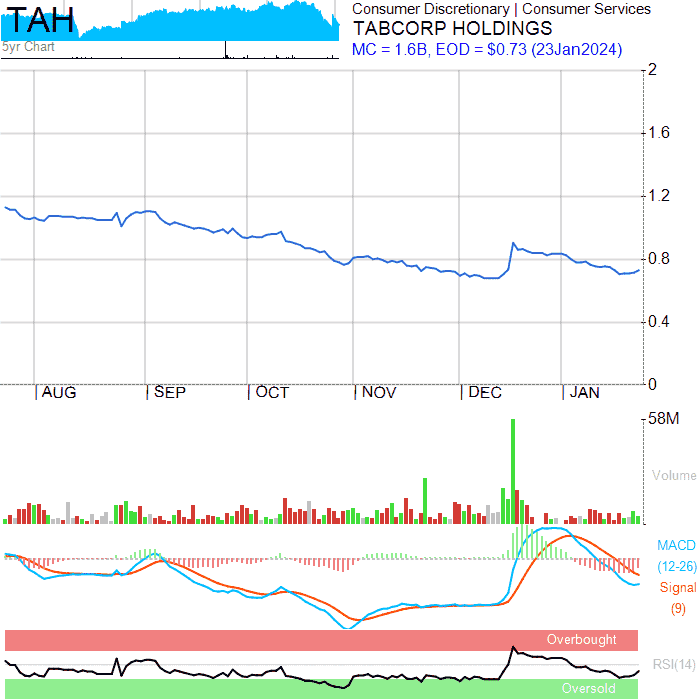 TAH
5yr Chart
Consumer Discretionary | Consumer Services
TABCORP HOLDINGS
MC = 1.6B, EOD = $0.73 (23Jan2024)
2
1.6
1.2
0.8
0.4
0
AUG SEP OCT NOV DEC JAN
58M
Volume
MACD
(12-26)
Signal
(9)
Overbought
RSI(14)
Oversold